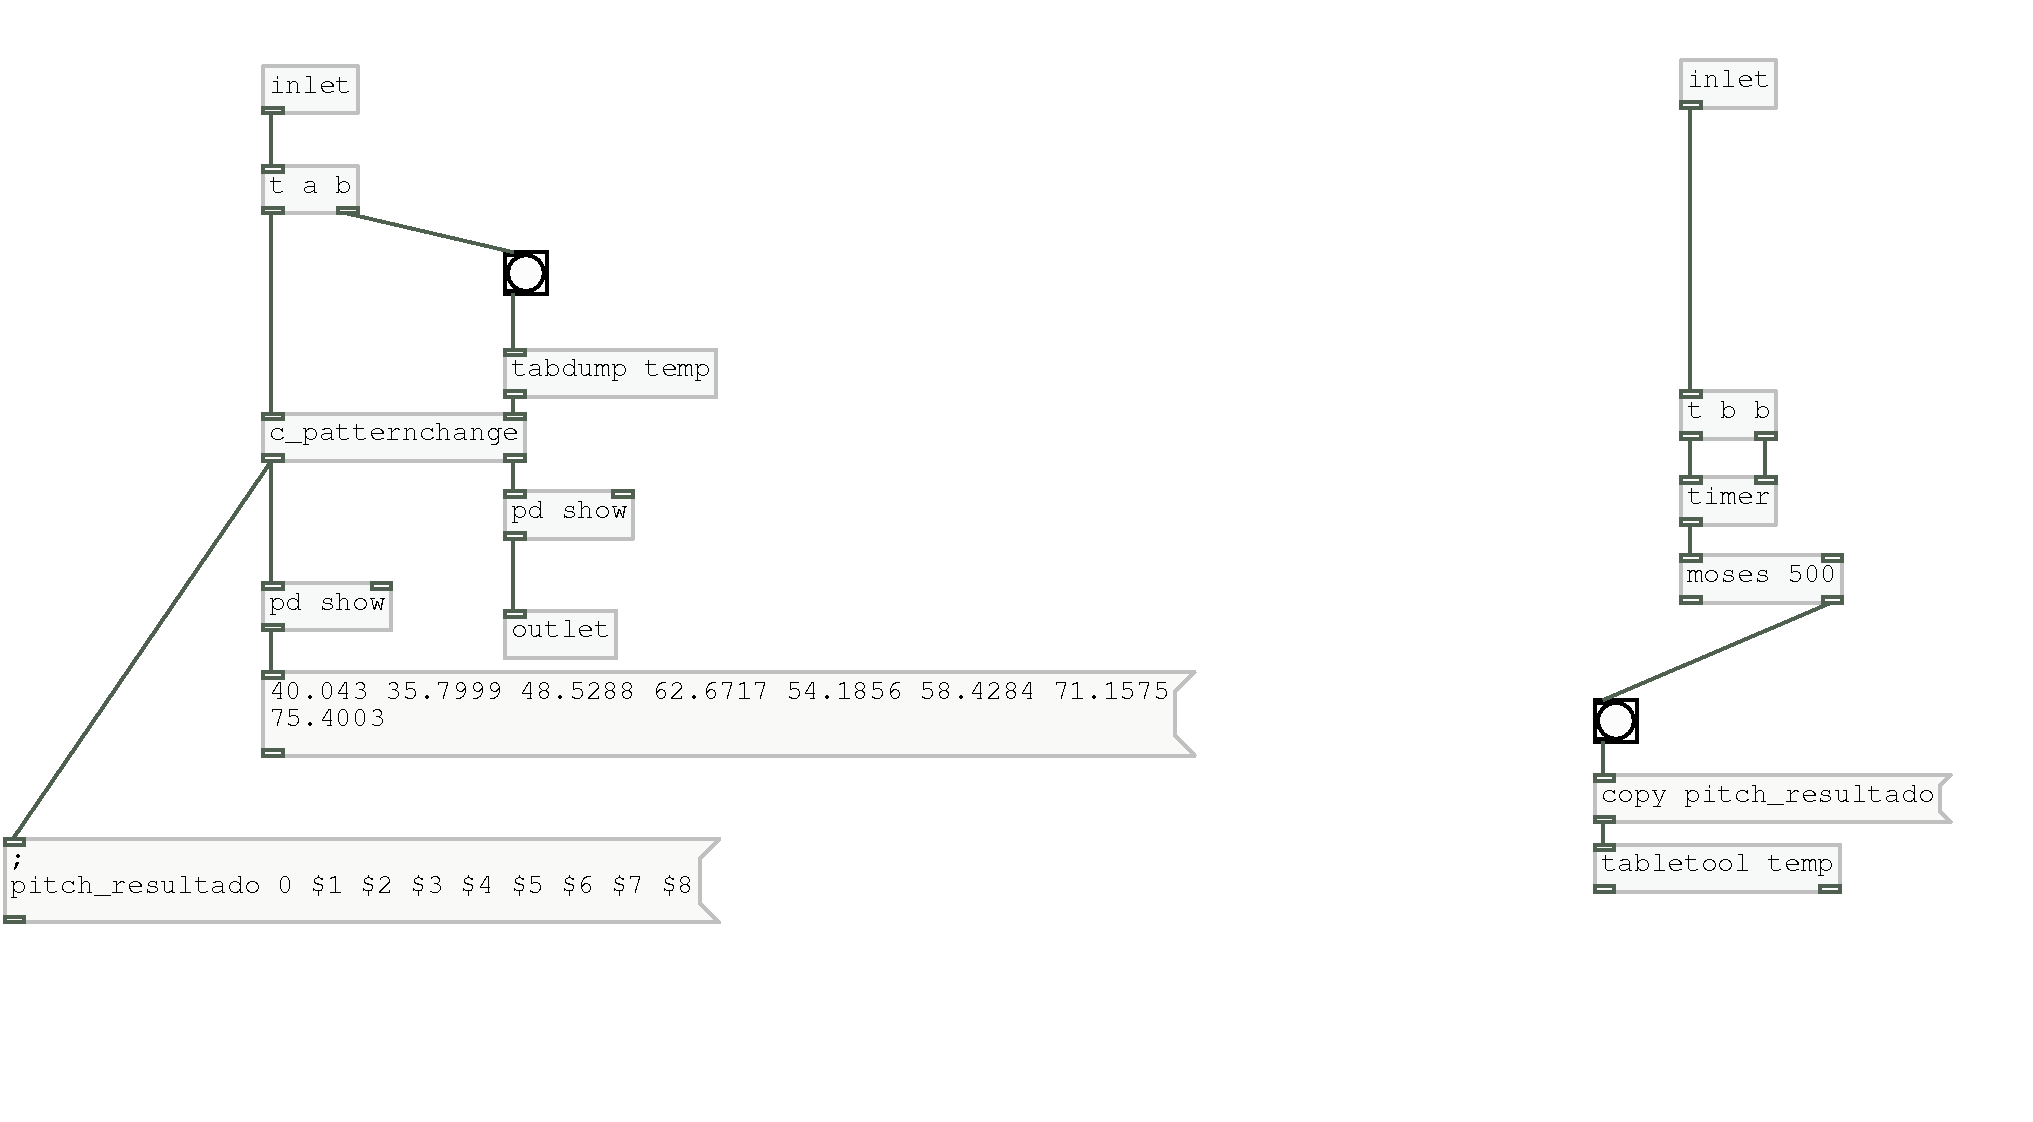 inlet
t a b
tabdump temp
c_patternchange
pd show
pd show
outlet
40.043 35.7999 48.5288 62.6717 54.1856 58.4284 71.1575
75.4003
;
pitch_resultado 0 $1 $2 $3 $4 $5 $6 $7 $8
inlet
t b b
timer
moses 500
copy pitch_resultado
tabletool temp